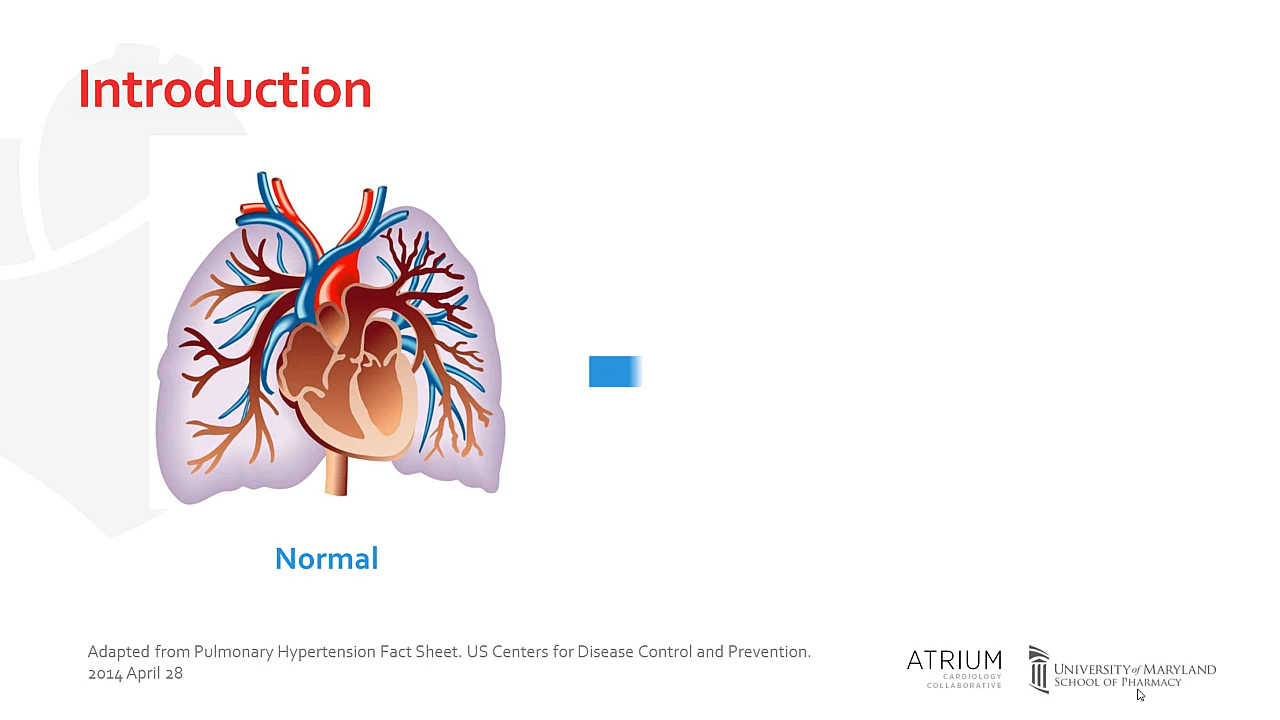 Introduction
Normal
Adapted from Pulmonary Hypertension Fact Sheet. US Centers for Disease Control and Prevention.
2014 April 28
ATRIUM
CARDIOLOGY
COLLABORATIVE
UNIVERSITY of MARYLAND
SCHOOL OF PHARMACY